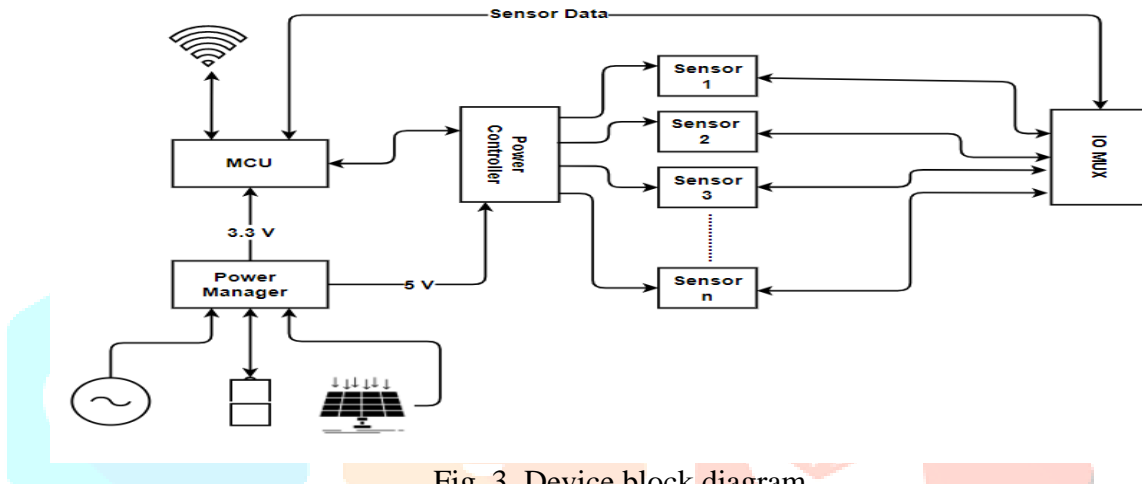 Sensor Data
Sensor
1
Sensor
2
Sensor
3
Sensor
n
Power
Controller
IO MUX
MCU
3.3 V
Power
Manager
5 V
Fig. 3. Device block diagram